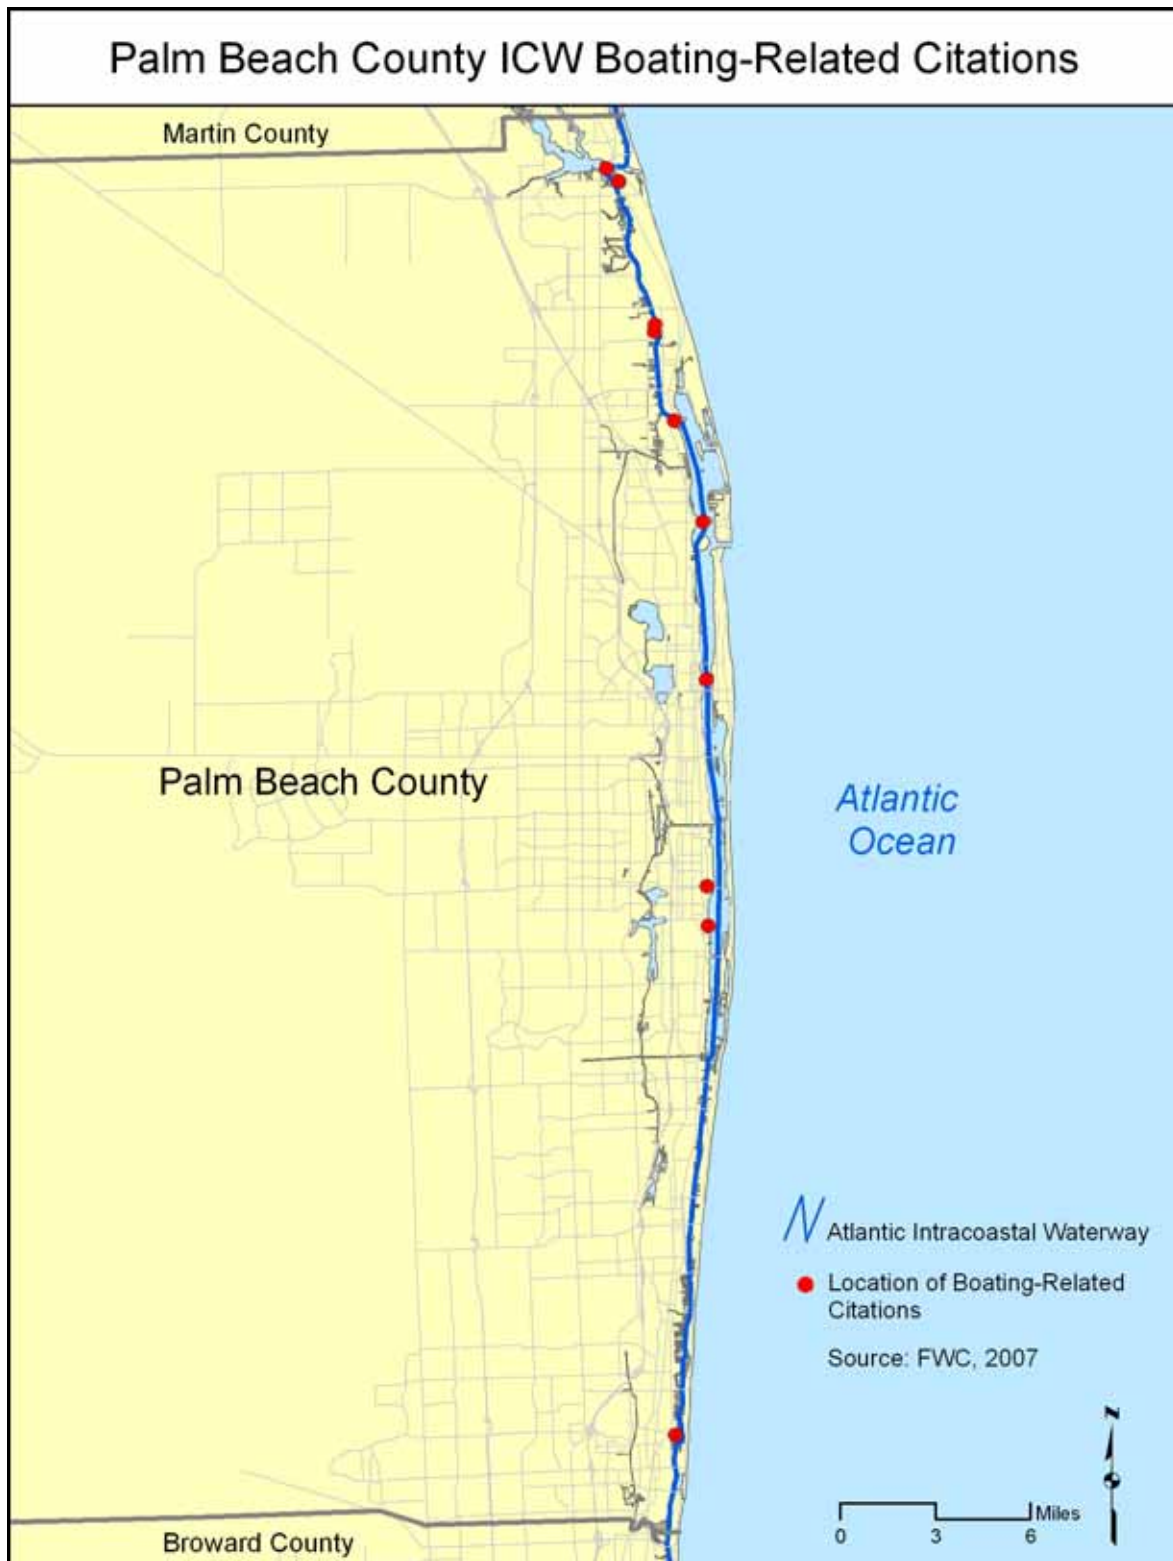 Palm Beach County ICW Boating-Related Citations
Martin County
Palm Beach County
Atlantic
Ocean
Atlantic Intracoastal Waterway
Location of Boating-Related
Citations
Source: FWC, 2007
N
Miles
0 3 6
Broward County